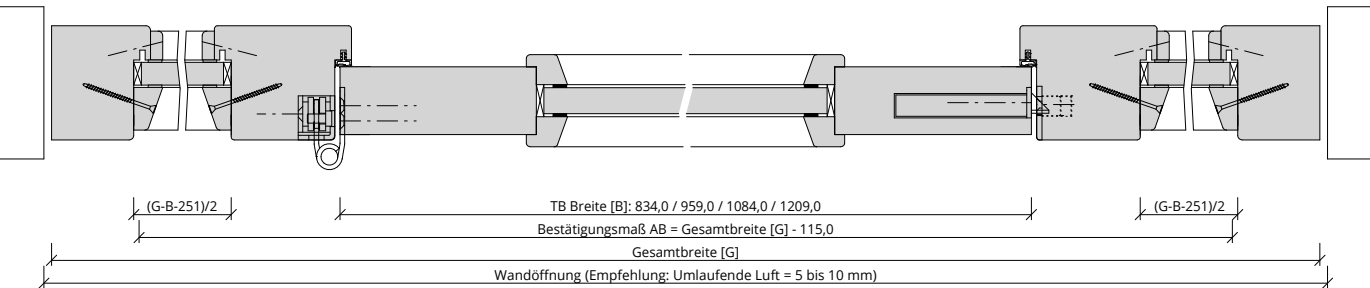 (G-B-251)/2
TB Breite [B]: 834,0 / 959,0 / 1084,0 / 1209,0
(G-B-251)/2
Bestätigungsmaß AB = Gesamtbreite [G] - 115,0
Gesamtbreite [G]
Wandöffnung (Empfehlung: Umlaufende Luft = 5 bis 10 mm)